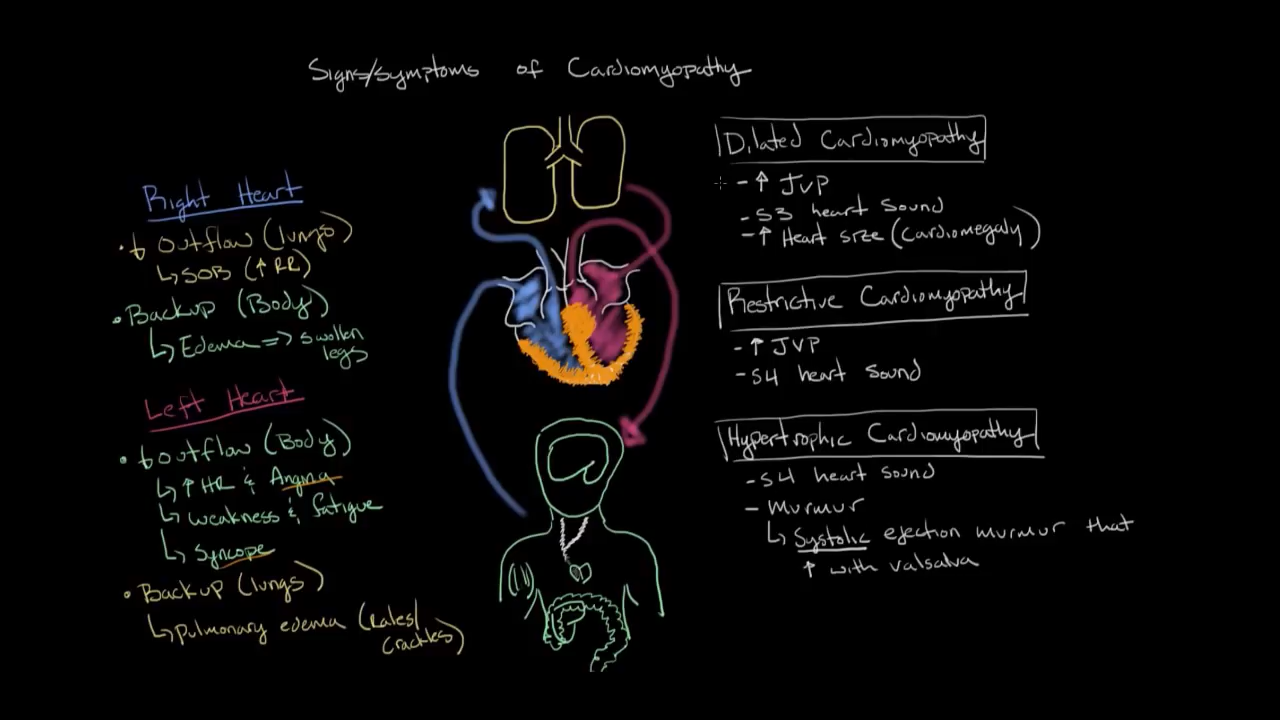 Signs/symptoms of Cardiomyopathy
Right Heart
• ↓ Outflow (lungs)
↳ SOB (↑ RR)
• Backup (Body)
↳ Edema => swollen
legs
Left Heart
• ↓ outflow (Body)
↳ ↑ HR & Angina
↳ weakness & fatigue
↳ Syncope
• Backup (lungs)
↳ pulmonary edema (Rales/
crackles)
Dilated Cardiomyopathy
- ↑ JVP
- S3 heart sound
- ↑ Heart size (Cardiomegaly)
Restrictive Cardiomyopathy
- ↑ JVP
- S4 heart sound
Hypertrophic Cardiomyopathy
- S4 heart sound
- Murmur
↳ Systolic ejection murmur that
↑ with valsalva